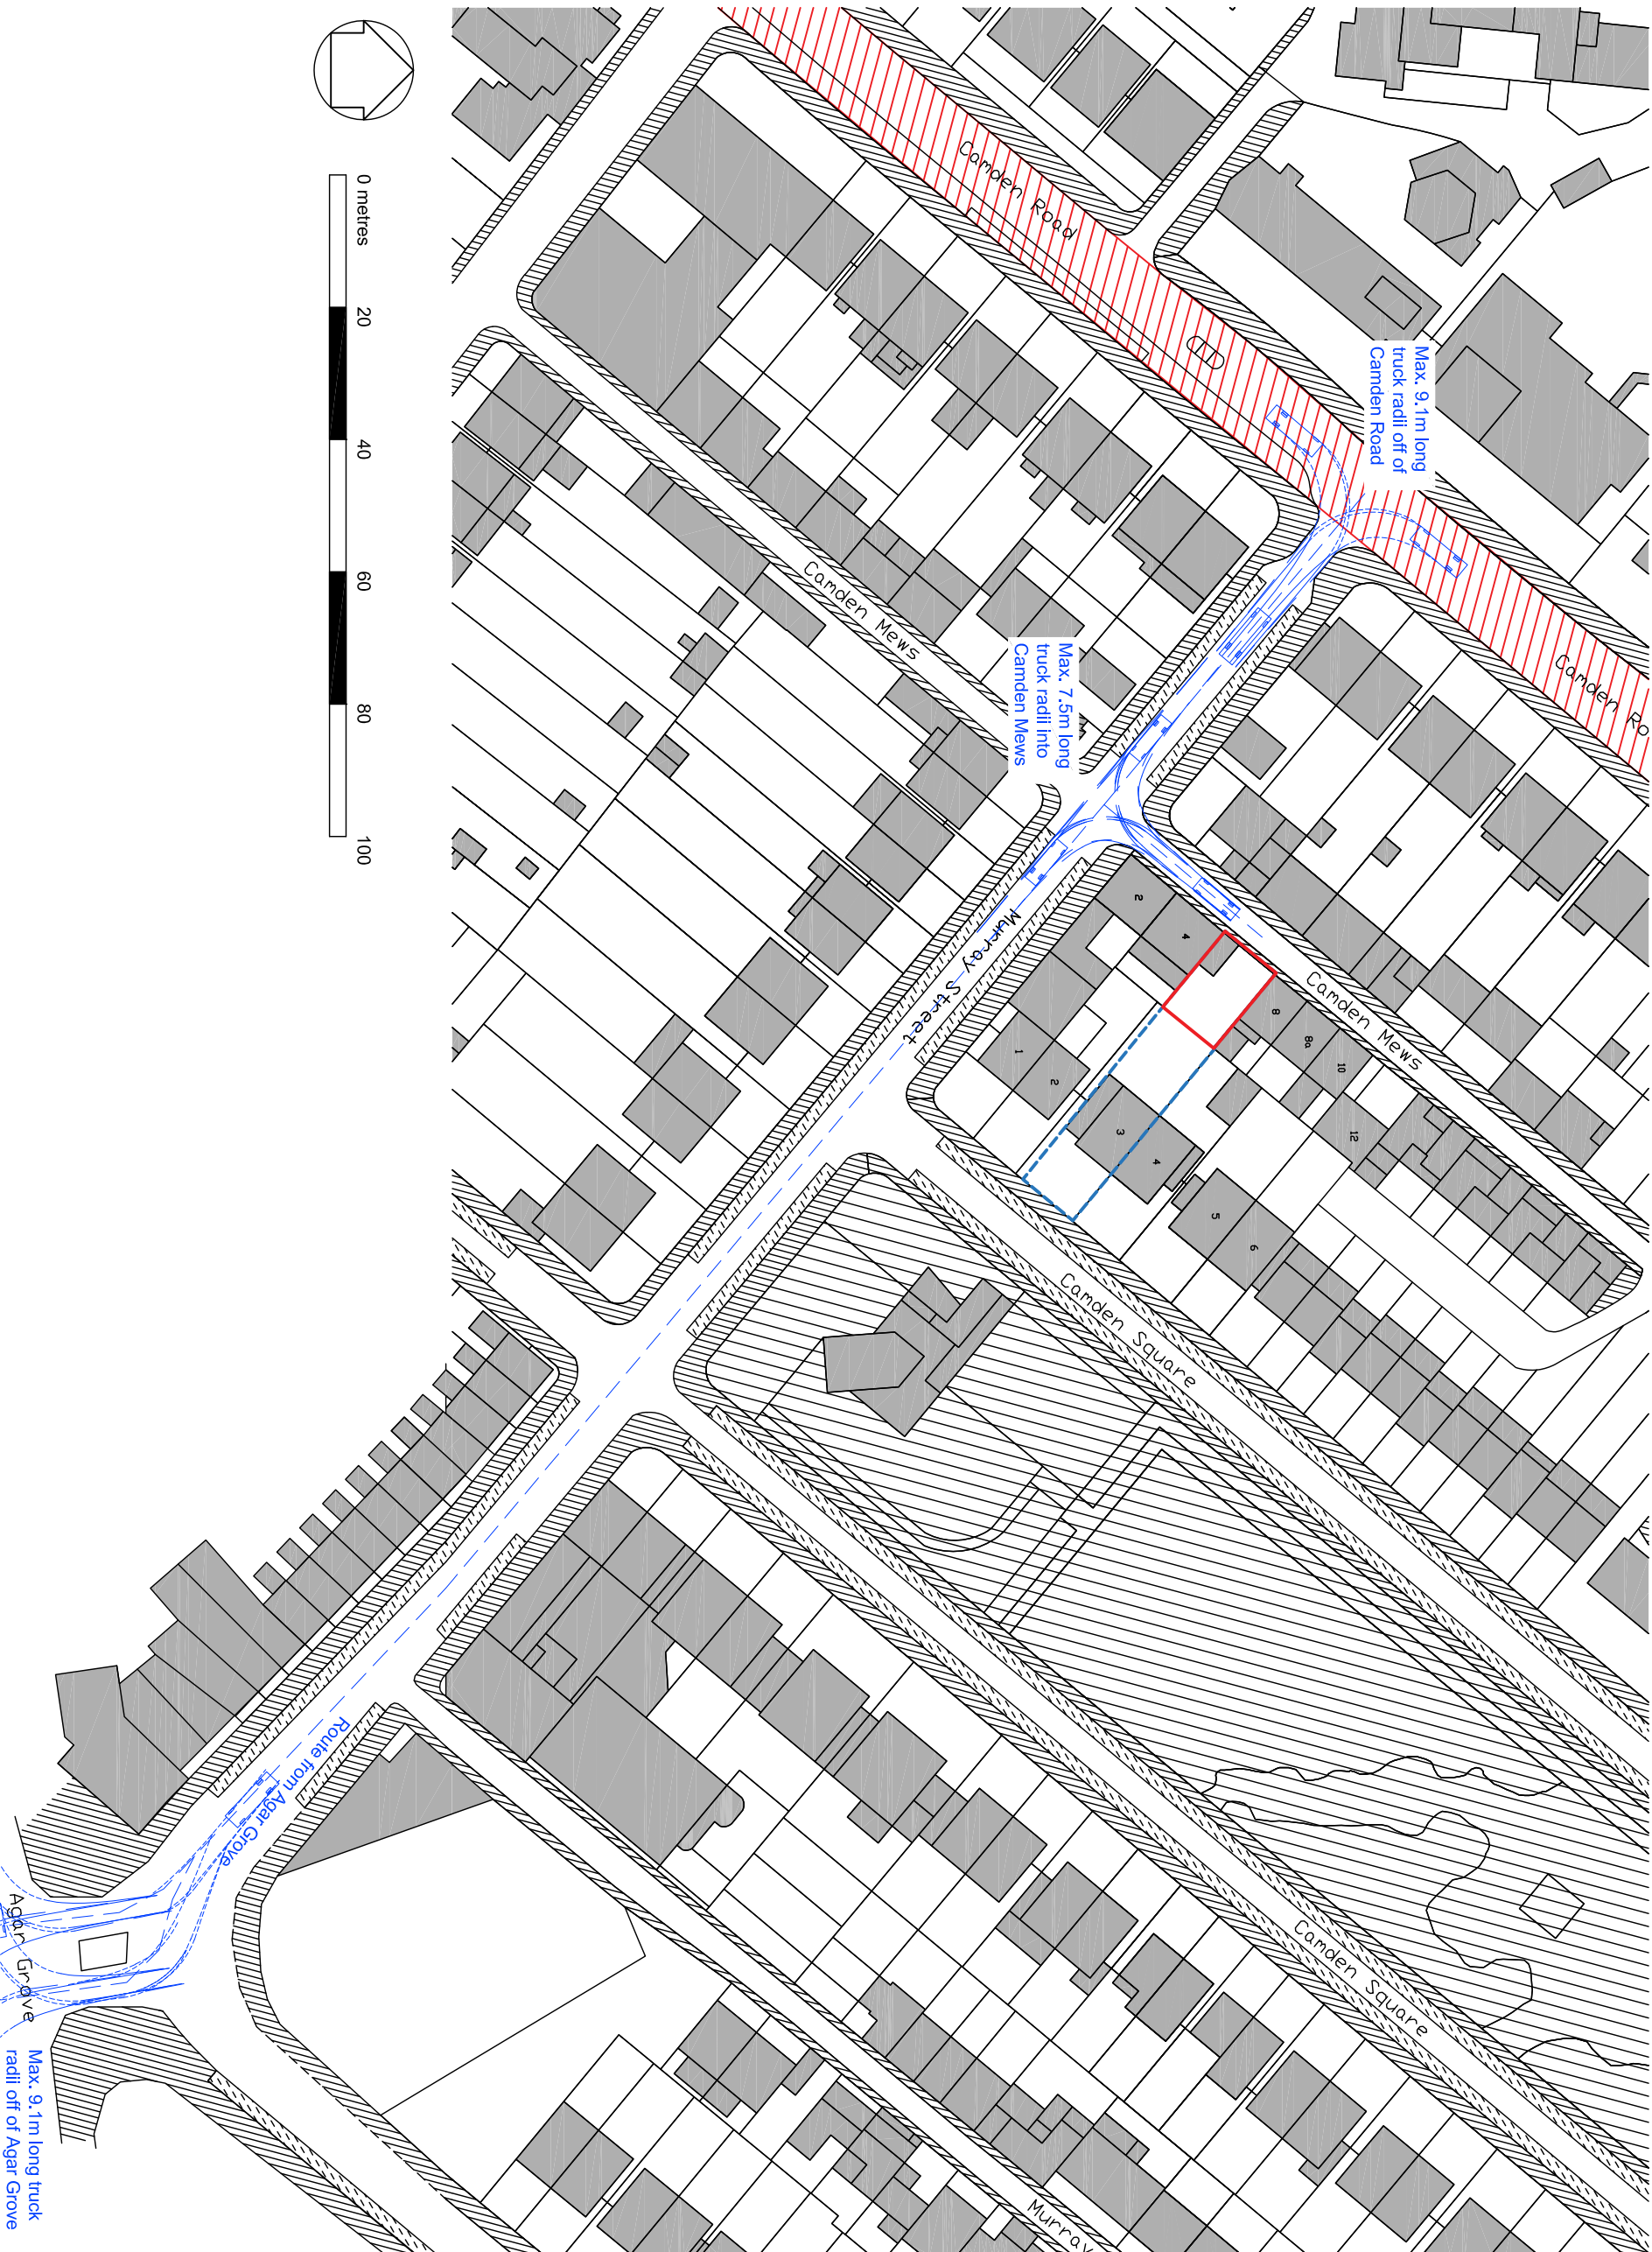 0 metres
20
40
60
80
100
Camden Road
Max. 9.1m long
truck radii off of
Camden Road
Camden Ro
Camden Mews
Max. 7.5m long
truck radii into
Camden Mews
2
4
8
8a
10
12
Camden Mews
Murray Street
1
2
3
4
5
6
Camden Square
Camden Square
Route from Agar Grove
Agar Grove
Max. 9.1m long truck
radii off of Agar Grove
Murray